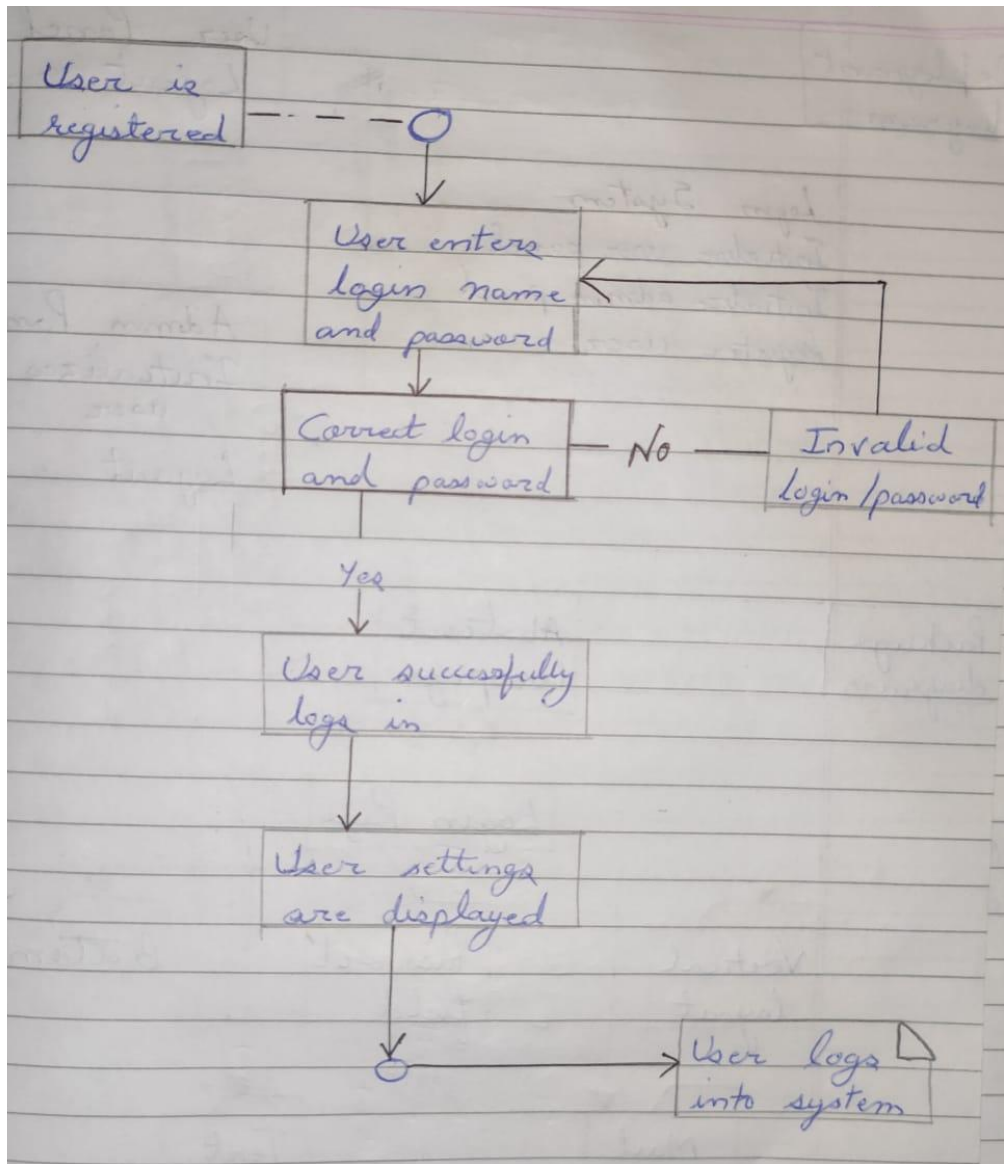 User is
registered
User enters
login name
and password
Correct login
and password
No
Invalid
login/password
Yes
User successfully
logs in
User settings
are displayed
User logs
into system